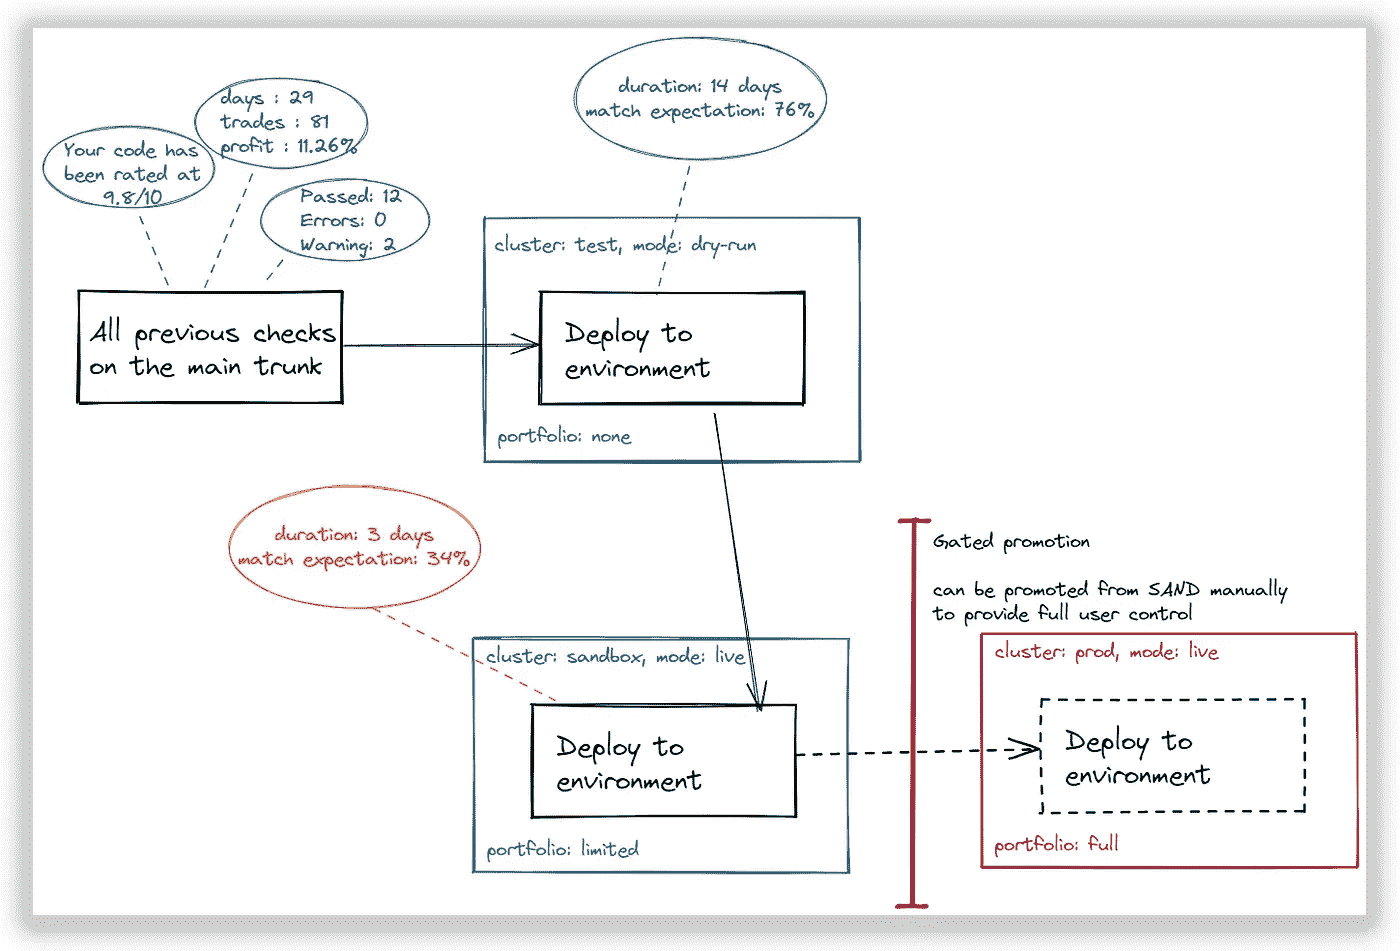 days : 29
trades : 81
profit : 11.26%
Your code has
been rated at
9.8/10
Passed: 12
Errors: 0
Warning: 2
duration: 14 days
match expectation: 76%
cluster: test, mode: dry-run
All previous checks
on the main trunk
Deploy to
environment
portfolio: none
duration: 3 days
match expectation: 34%
Gated promotion
can be promoted from SAND manually
to provide full user control
cluster: sandbox, mode: live
Deploy to
environment
portfolio: limited
cluster: prod, mode: live
Deploy to
environment
portfolio: full